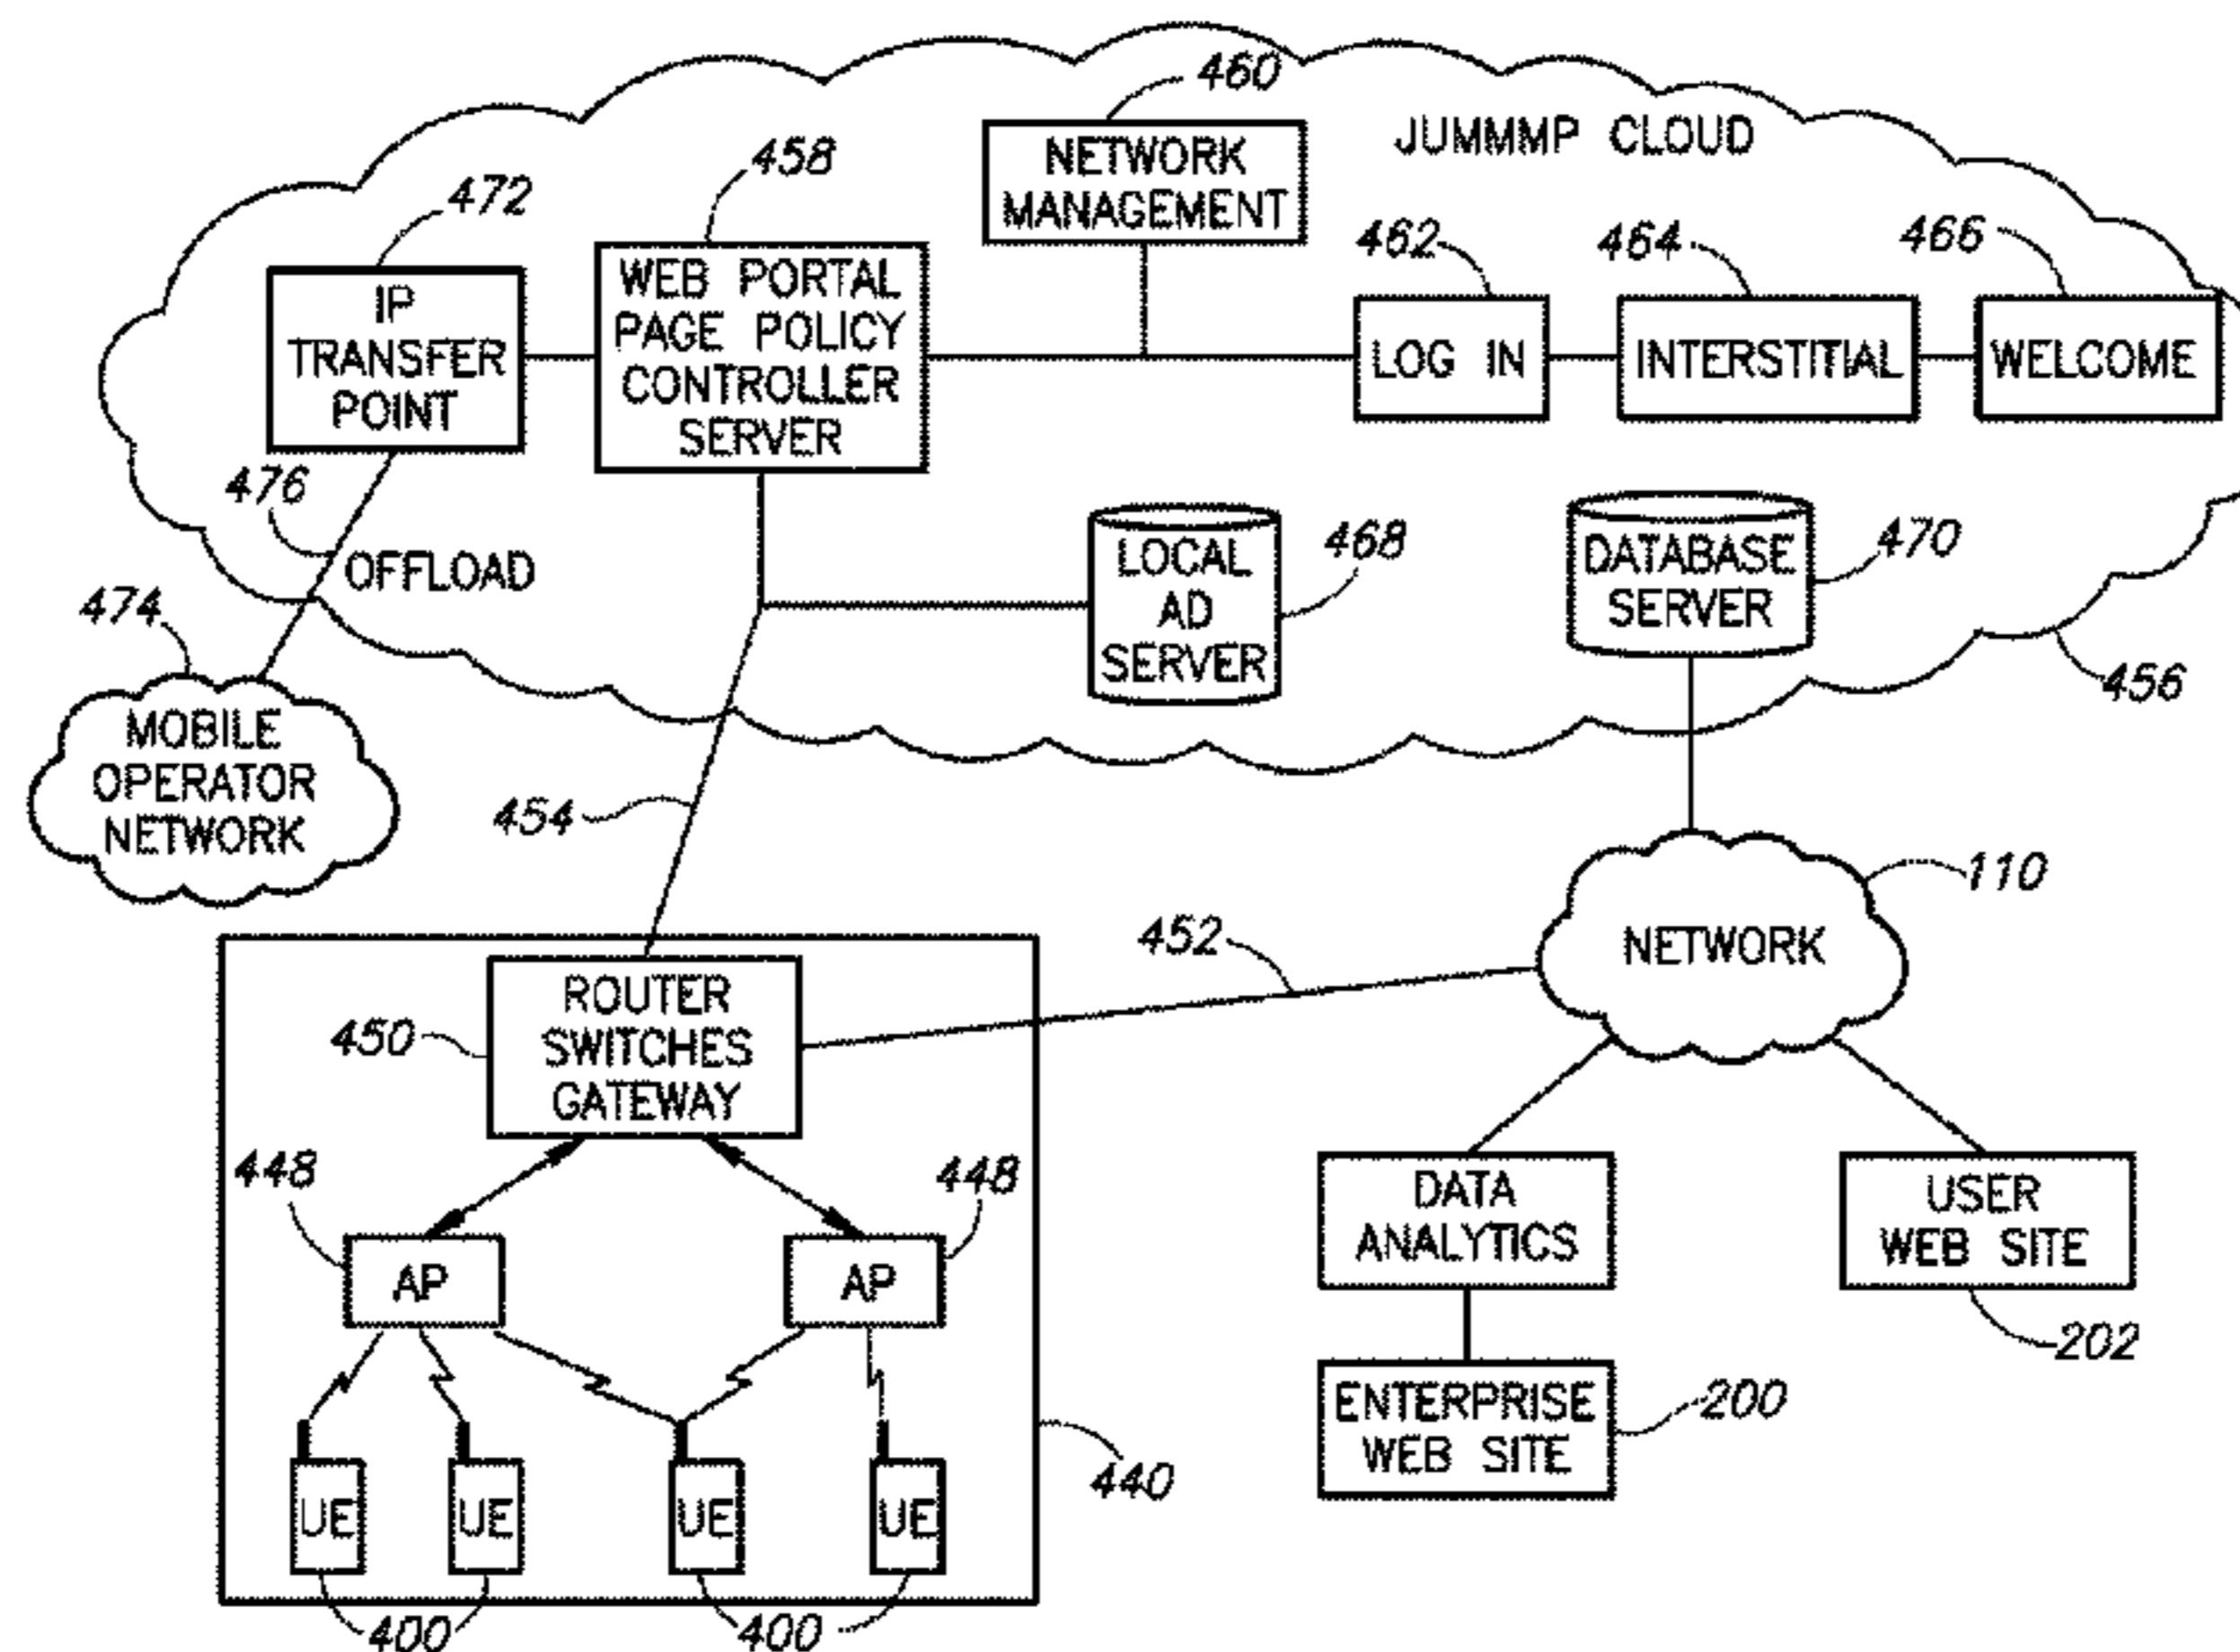 460
JUMMMP CLOUD
458
NETWORK
MANAGEMENT
472
462
464
466
IP
TRANSFER
POINT
WEB PORTAL
PAGE POLICY
CONTROLLER
SERVER
LOG IN
INTERSTITIAL
WELCOME
476
OFFLOAD
LOCAL
AD
SERVER
468
DATABASE
SERVER
470
474
456
MOBILE
OPERATOR
NETWORK
454
110
NETWORK
452
ROUTER
SWITCHES
GATEWAY
450
448
448
AP
AP
DATA
ANALYTICS
USER
WEB SITE
202
ENTERPRISE
WEB SITE
200
440
UE
UE
UE
UE
400
400